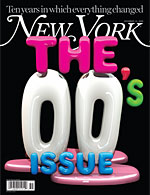 Ten years in which everything changed
NEW YORK
THE
00's
ISSUE